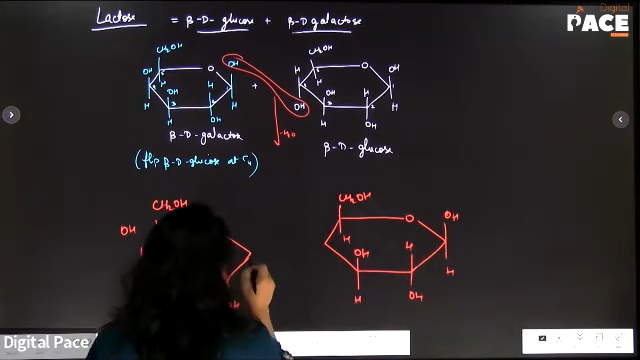 Lactose = β-D-glucose + β-D galactose
Digital
PACE
CH₂OH
OH
O
OH
H
OH
H
H
H
OH
+
CH₂OH
H
O
OH
H
OH
H
H
H
OH
-H₂O
β-D-galactose
β-D-glucose
(flip β-D-glucose at C₄)
CH₂OH
OH
CH₂OH
O
OH
H
OH
H
H
H
OH
Digital Pace